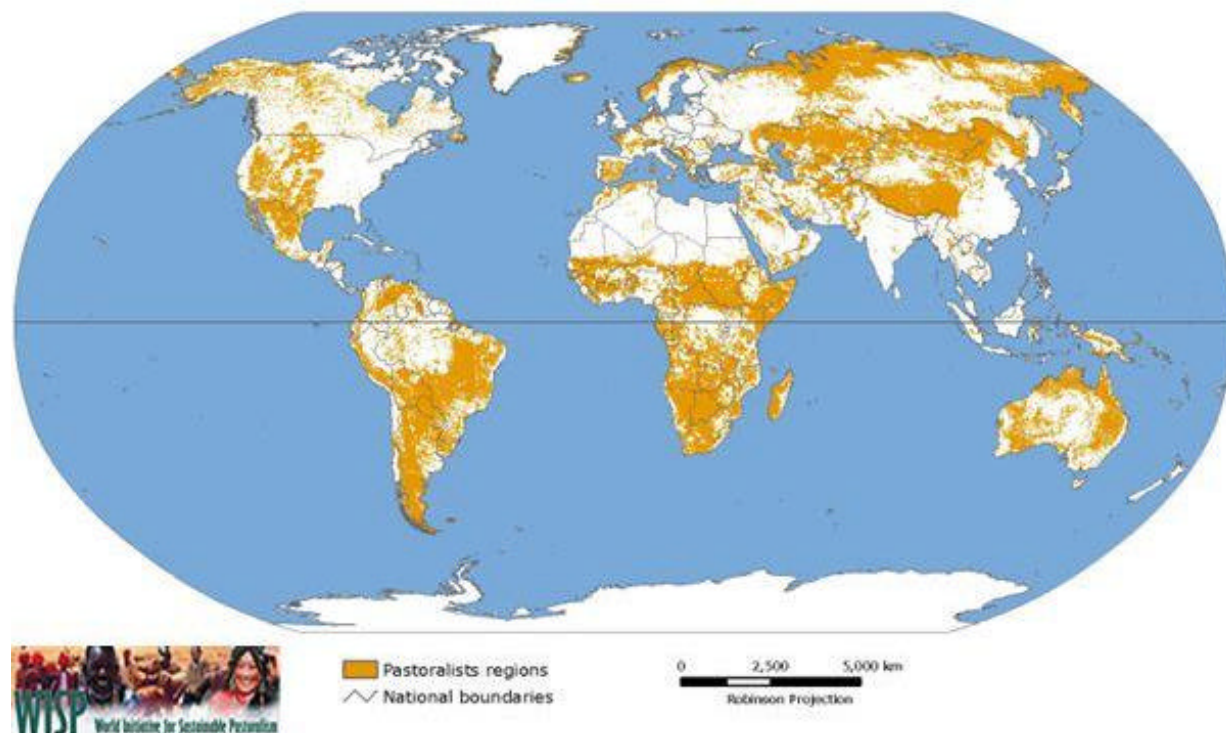 Pastoralists regions
National boundaries
0 2,500 5,000 km
Robinson Projection
WISP World Initiative for Sustainable Pastoralism